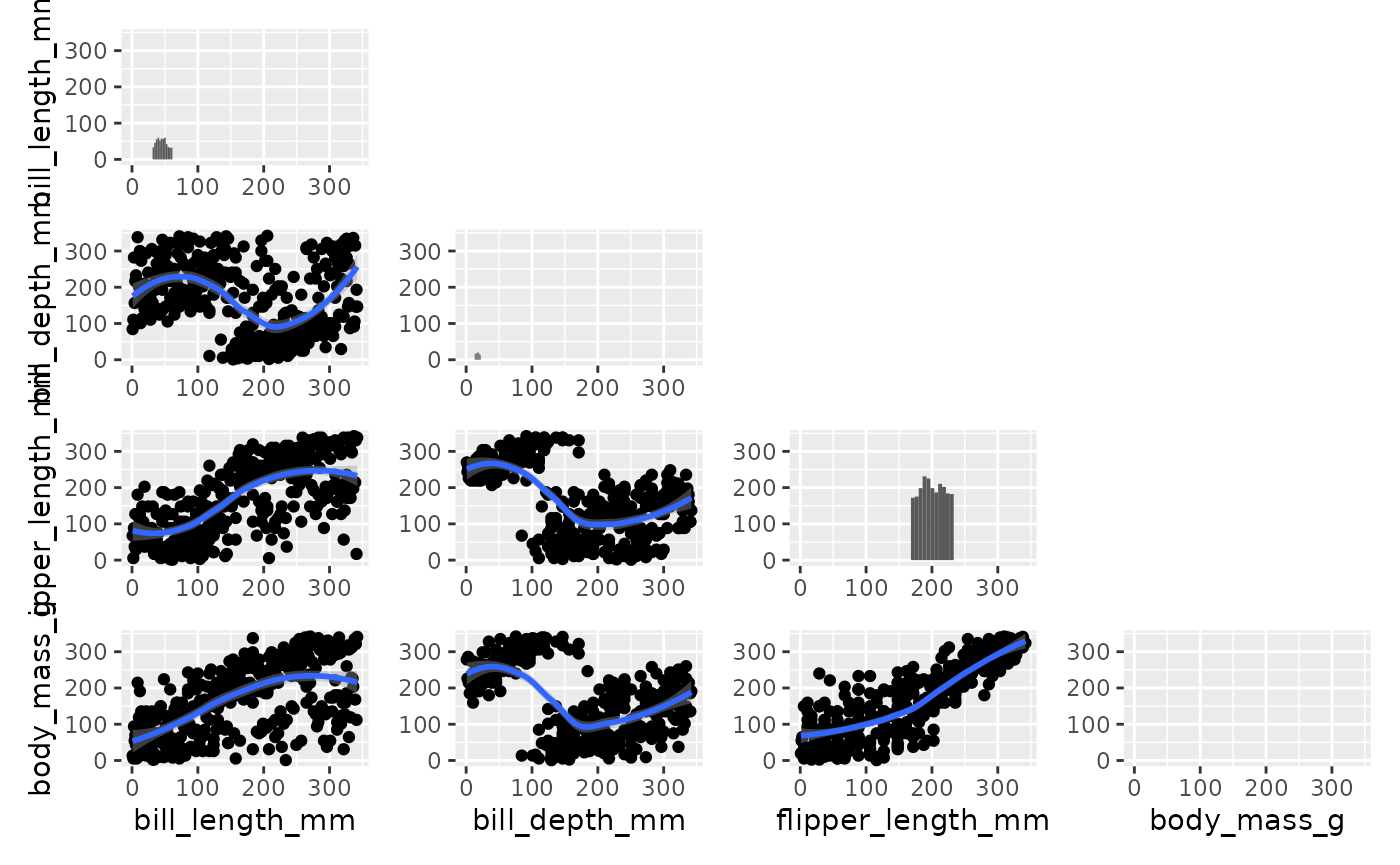 bill_length_mm
300
200
100
0
0 100 200 300
bill_depth_mm
300 300
200 200
100 100
0 0
0 100 200 300 0 100 200 300
300 300 300
200 200 200
100 100 100
0 0 0
0 100 200 300 0 100 200 300 0 100 200 300
body_mass_g
300 300 300 300
200 200 200 200
100 100 100 100
0 0 0 0
0 100 200 300 0 100 200 300 0 100 200 300 0 100 200 300
bill_length_mm bill_depth_mm flipper_length_mm body_mass_g